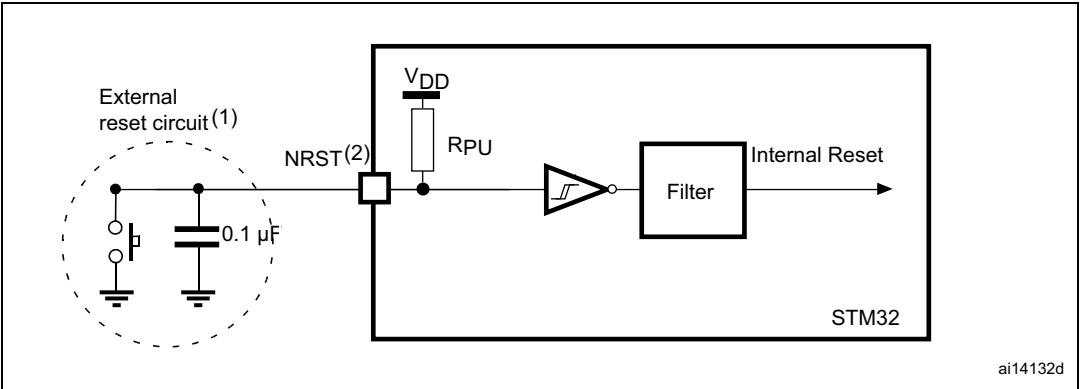 External
reset circuit(1)
VDD
RPU
NRST(2)
Internal Reset
Filter
0.1 µF
STM32
ai14132d